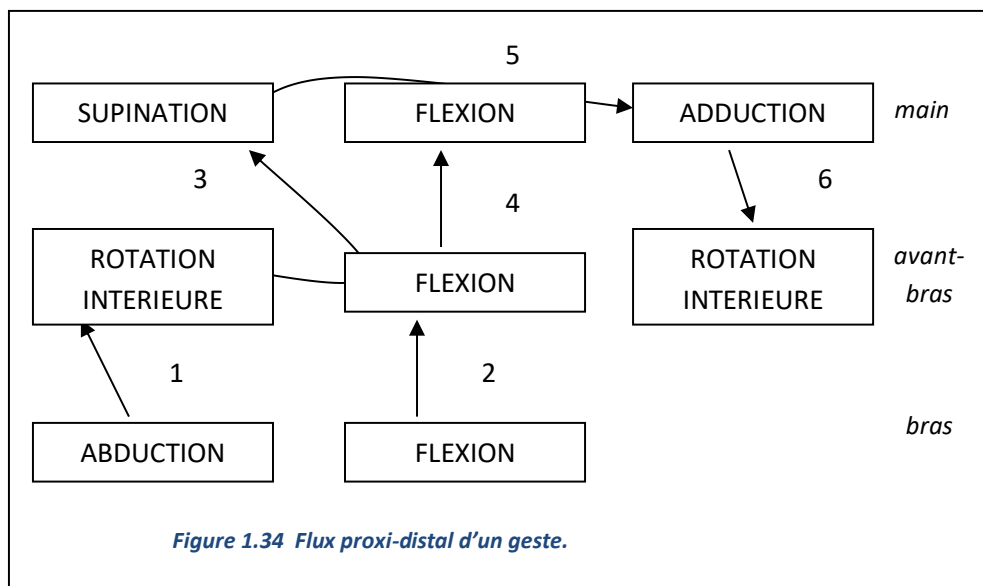 5
SUPINATION
FLEXION
ADDUCTION
main
3
4
6
ROTATION
INTERIEURE
FLEXION
ROTATION
INTERIEURE
avant-
bras
1
2
ABDUCTION
FLEXION
bras
Figure 1.34 Flux proxi-distal d’un geste.